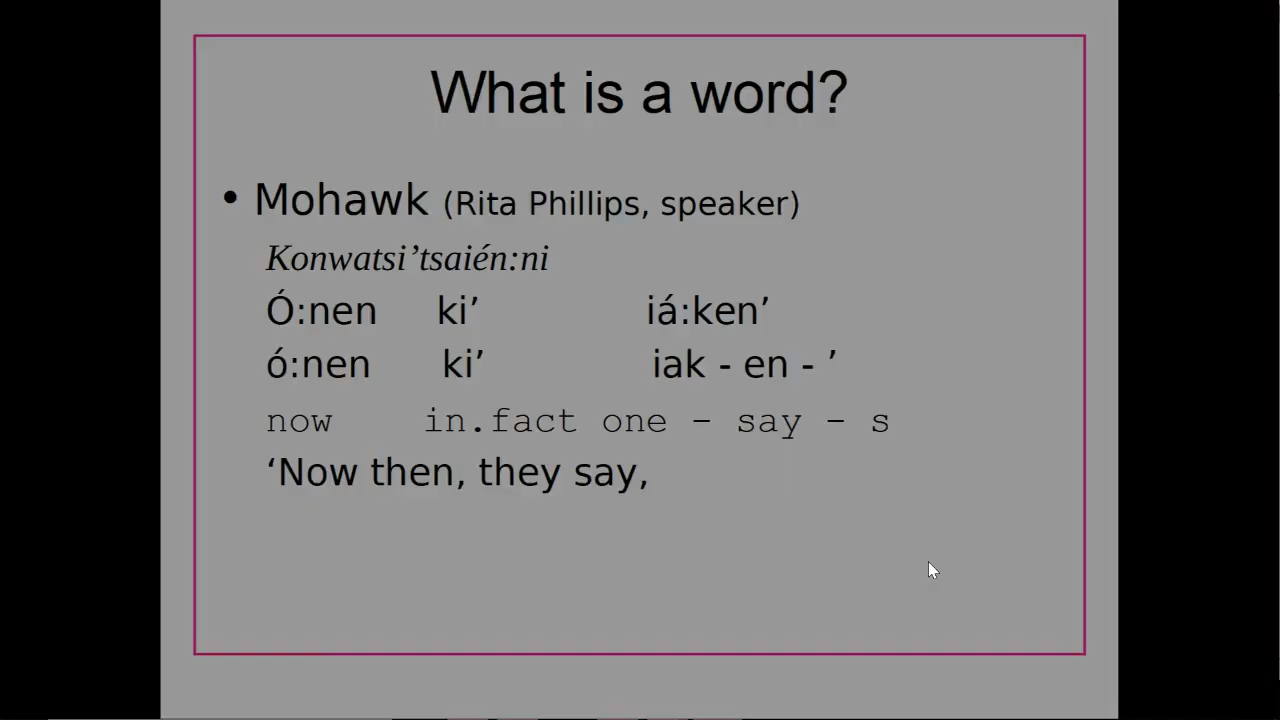 What is a word?
• Mohawk (Rita Phillips, speaker)
Konwatsi’tsaién:ni
Ó:nen ki’ iá:ken’
ó:nen ki’ iak - en - ’
now in.fact one - say - s
‘Now then, they say,